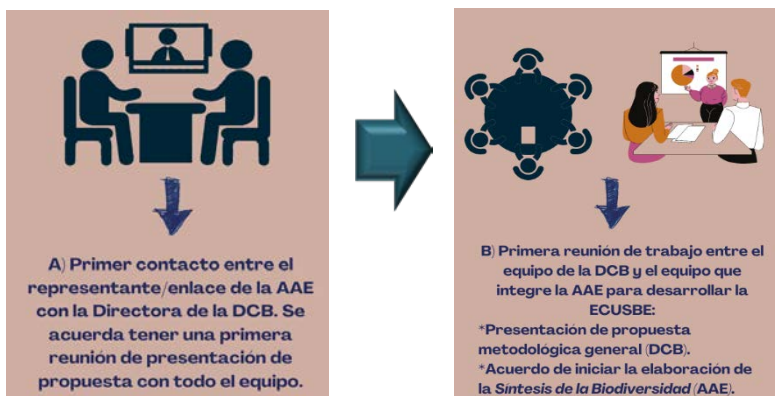 A) Primer contacto entre el
representante/enlace de la AAE
con la Directora de la DCB. Se
acuerda tener una primera
reunión de presentación de
propuesta con todo el equipo.
B) Primera reunión de trabajo entre el
equipo de la DCB y el equipo que
integre la AAE para desarrollar la
ECUSBE:
*Presentación de propuesta
metodológica general (DCB).
*Acuerdo de iniciar la elaboración de
la Síntesis de la Biodiversidad (AAE).